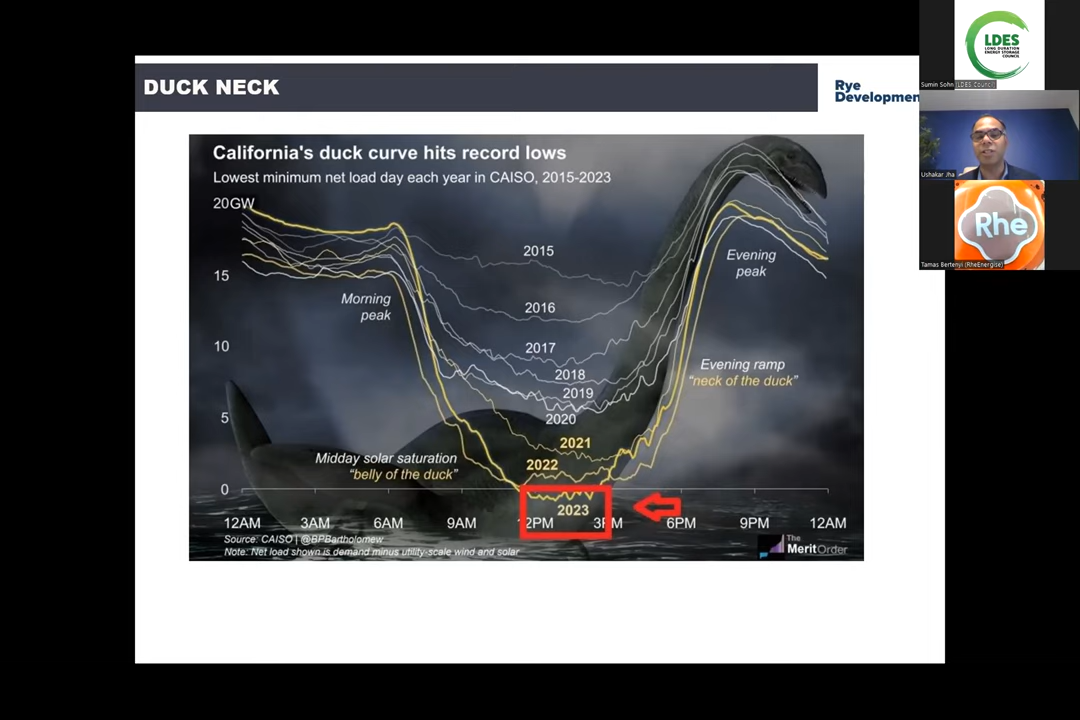 DUCK NECK
Rye
Developmen
California's duck curve hits record lows
Lowest minimum net load day each year in CAISO, 2015-2023
20GW
15
10
5
0
2015
2016
2017
2018
2019
2020
2021
2022
2023
Morning
peak
Evening
peak
Evening ramp
“neck of the duck”
Midday solar saturation
“belly of the duck”
12AM
3AM
6AM
9AM
12PM
3PM
6PM
9PM
12AM
Source: CAISO | @BPBartholomew
Note: Net load shown is demand minus utility-scale wind and solar
The
MeritOrder
LDES
LONG DURATION
ENERGY STORAGE
COUNCIL
Sumin Sohn (LDES Council)
Ushakar Jha
Rhe
Tamas Bertenyi (RheEnergise)